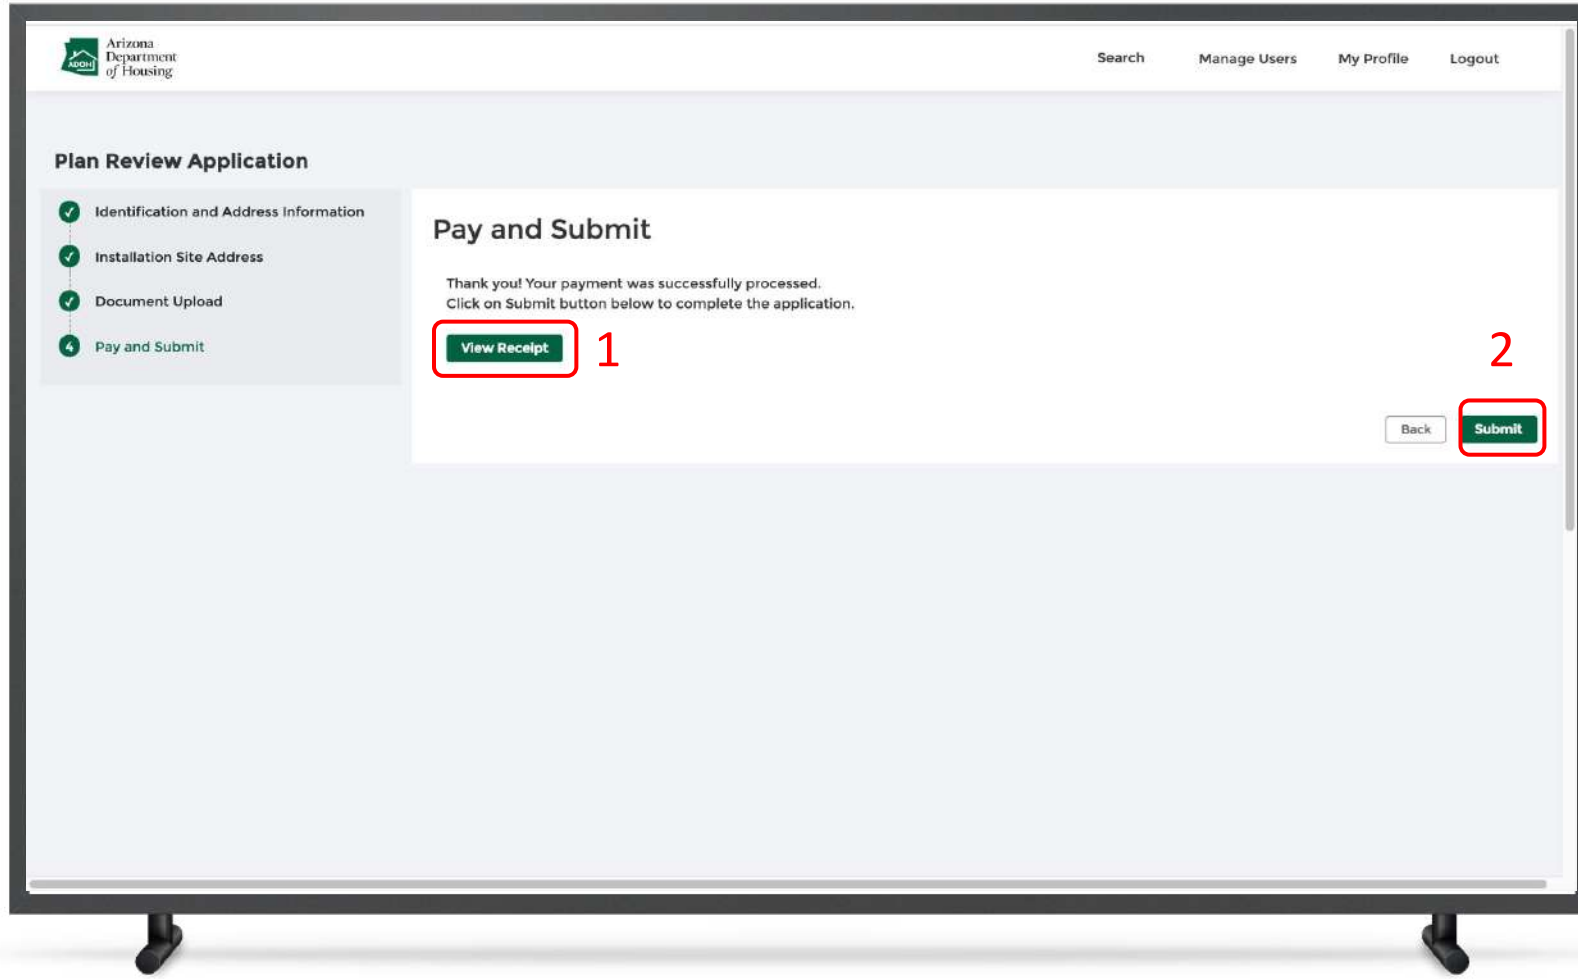 Arizona
Department
of Housing
ADOH
Search Manage Users My Profile Logout
Plan Review Application
Identification and Address Information
Installation Site Address
Document Upload
4 Pay and Submit
Pay and Submit
Thank you! Your payment was successfully processed.
Click on Submit button below to complete the application.
View Receipt 1
2
Back Submit